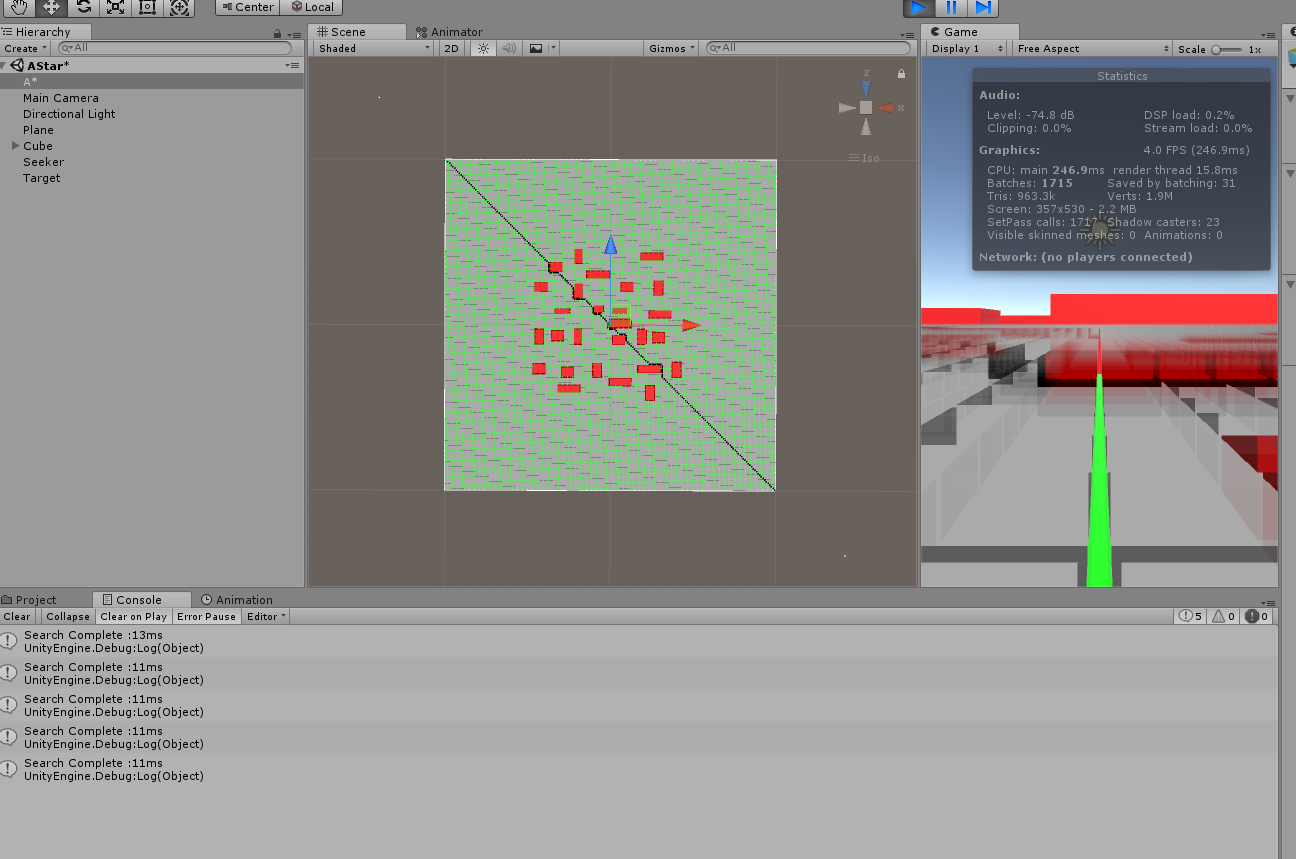 Center Local
Hierarchy
Create All
AStar*
A*
Main Camera
Directional Light
Plane
Cube
Seeker
Target
Scene Animator
Shaded 2D Gizmos All
z
x
Iso
Game
Display 1 Free Aspect Scale 1x
Statistics
Audio:
Level: -74.8 dB DSP load: 0.2%
Clipping: 0.0% Stream load: 0.0%
Graphics: 4.0 FPS (246.9ms)
CPU: main 246.9ms render thread 15.8ms
Batches: 1715 Saved by batching: 31
Tris: 963.3k Verts: 1.9M
Screen: 357x530 - 2.2 MB
SetPass calls: Shadow casters: 23
Visible skinned meshes: 0 Animations: 0
Network: (no players connected)
Project Console Animation
Clear Collapse Clear on Play Error Pause Editor 5 0 0
Search Complete :13ms
UnityEngine.Debug:Log(Object)
Search Complete :11ms
UnityEngine.Debug:Log(Object)
Search Complete :11ms
UnityEngine.Debug:Log(Object)
Search Complete :11ms
UnityEngine.Debug:Log(Object)
Search Complete :11ms
UnityEngine.Debug:Log(Object)